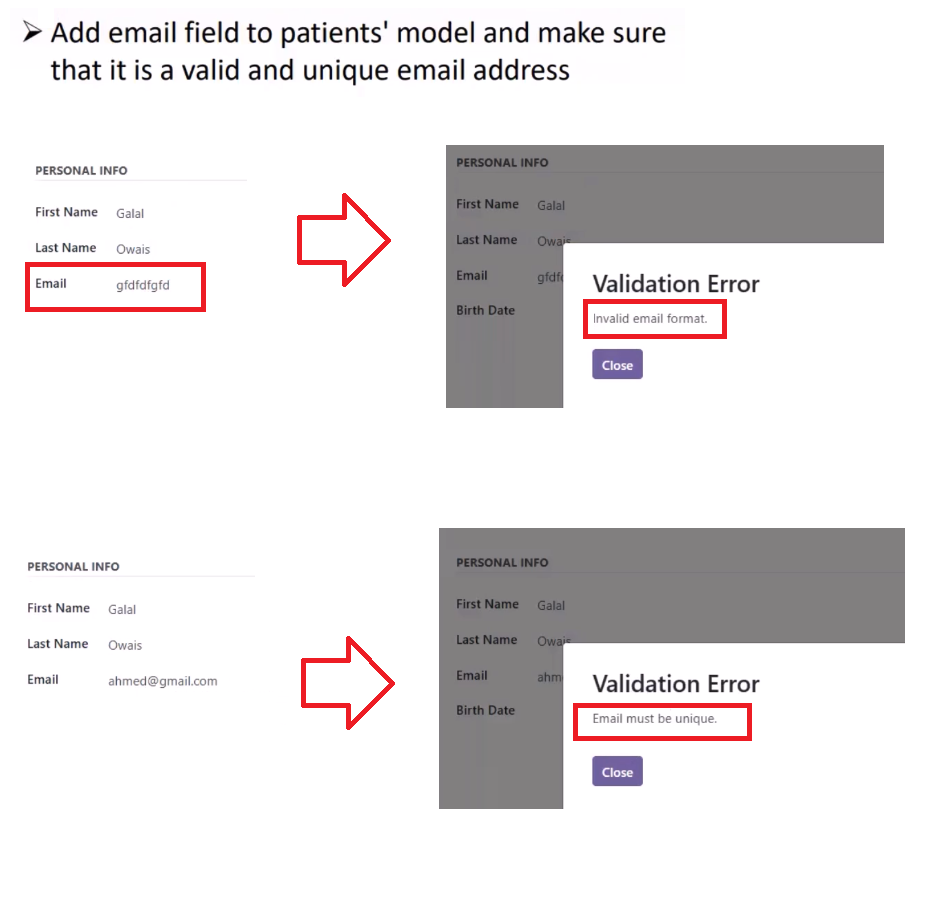 ➢ Add email field to patients' model and make sure
that it is a valid and unique email address
PERSONAL INFO
First Name Galal
Last Name Owais
Email gfdfdfgfd
PERSONAL INFO
First Name Galal
Last Name Owais
Email gfdfd
Birth Date
Validation Error
Invalid email format.
Close
PERSONAL INFO
First Name Galal
Last Name Owais
Email ahmed@gmail.com
PERSONAL INFO
First Name Galal
Last Name Owais
Email ahm
Birth Date
Validation Error
Email must be unique.
Close